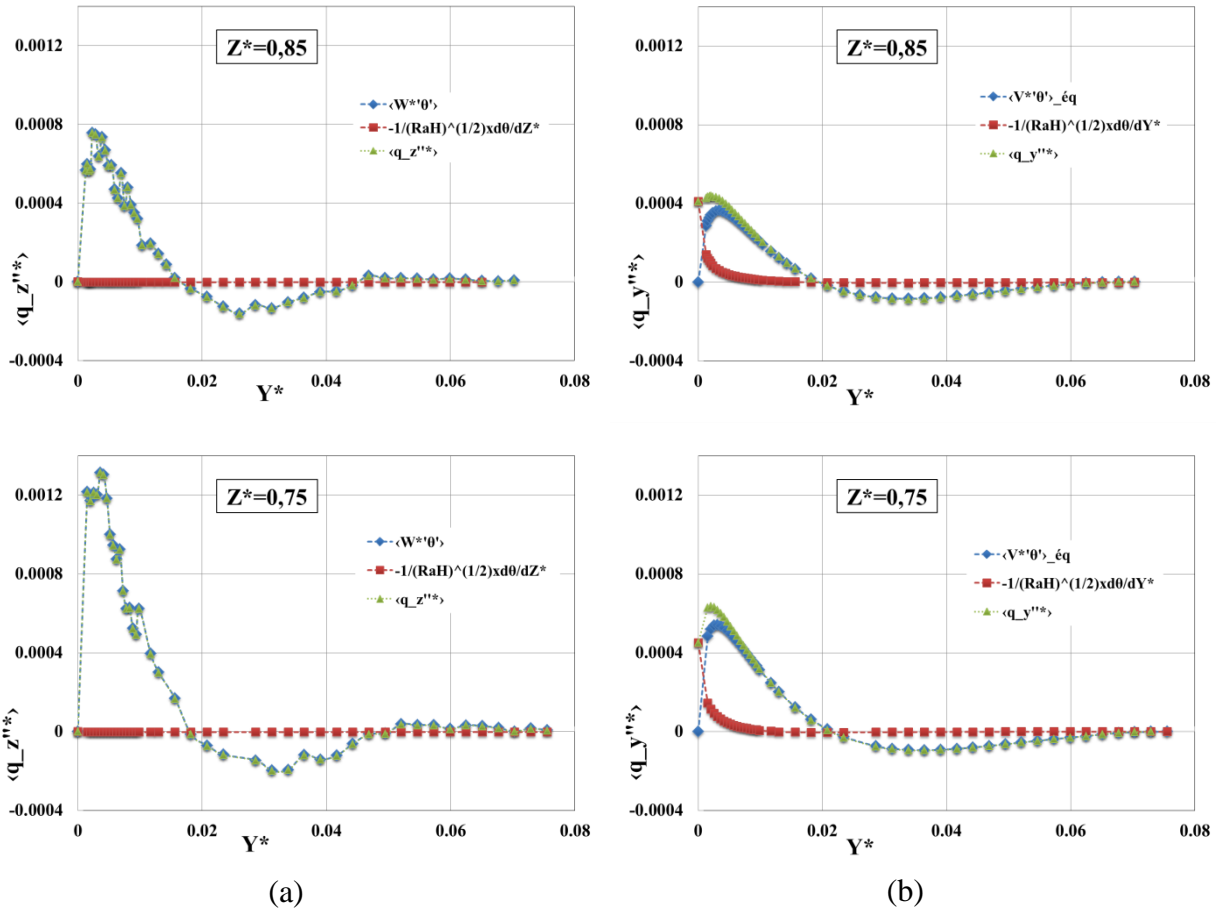 Z*=0,85
0.0012
0.0008
0.0004
0
-0.0004
‹q_z''*›
‹W*'θ'›
-1/(RaH)^(1/2)xdθ/dZ*
‹q_z''*›
0 0.02 0.04 0.06 0.08
Y*
Z*=0,85
0.0012
0.0008
0.0004
0
-0.0004
‹q_y''*›
‹V*'θ'›_éq
-1/(RaH)^(1/2)xdθ/dY*
‹q_y''*›
0 0.02 0.04 0.06 0.08
Y*
Z*=0,75
0.0012
0.0008
0.0004
0
-0.0004
‹q_z''*›
‹W*'θ'›
-1/(RaH)^(1/2)xdθ/dZ*
‹q_z''*›
0 0.02 0.04 0.06 0.08
Y*
Z*=0,75
0.0012
0.0008
0.0004
0
-0.0004
‹q_y''*›
‹V*'θ'›_éq
-1/(RaH)^(1/2)xdθ/dY*
‹q_y''*›
0 0.02 0.04 0.06 0.08
Y*
(a)
(b)